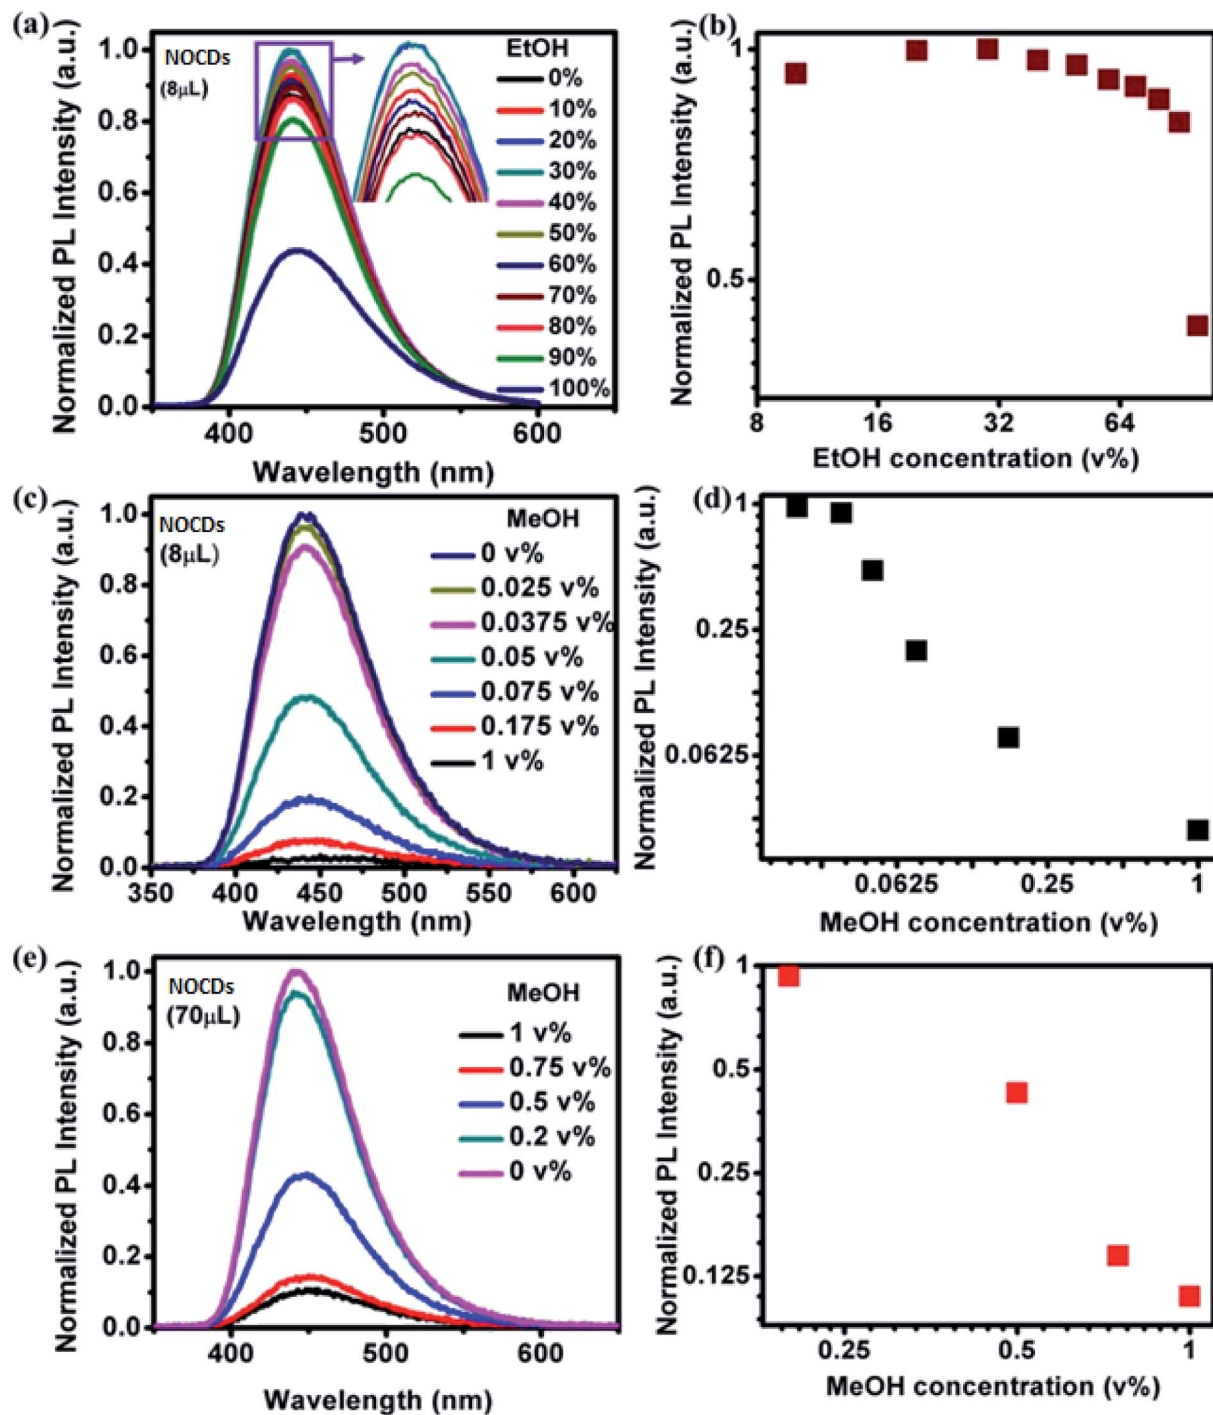 (a)
Normalized PL Intensity (a.u.)
1.0
0.8
0.6
0.4
0.2
0.0
NOCDs
(8μL)
EtOH
0%
10%
20%
30%
40%
50%
60%
70%
80%
90%
100%
400
500
600
Wavelength (nm)
(b)
Normalized PL Intensity (a.u.)
1
0.5
8
16
32
64
EtOH concentration (v%)
(c)
Normalized PL Intensity (a.u.)
1.0
0.8
0.6
0.4
0.2
0.0
NOCDs
(8μL)
MeOH
0 v%
0.025 v%
0.0375 v%
0.05 v%
0.075 v%
0.175 v%
1 v%
350
400
450
500
550
600
Wavelength (nm)
(d)
Normalized PL Intensity (a.u.)
1
0.25
0.0625
0.0625
0.25
1
MeOH concentration (v%)
(e)
Normalized PL Intensity (a.u.)
1.0
0.8
0.6
0.4
0.2
0.0
NOCDs
(70μL)
MeOH
1 v%
0.75 v%
0.5 v%
0.2 v%
0 v%
400
500
600
Wavelength (nm)
(f)
Normalized PL Intensity (a.u.)
1
0.5
0.25
0.125
0.25
0.5
1
MeOH concentration (v%)